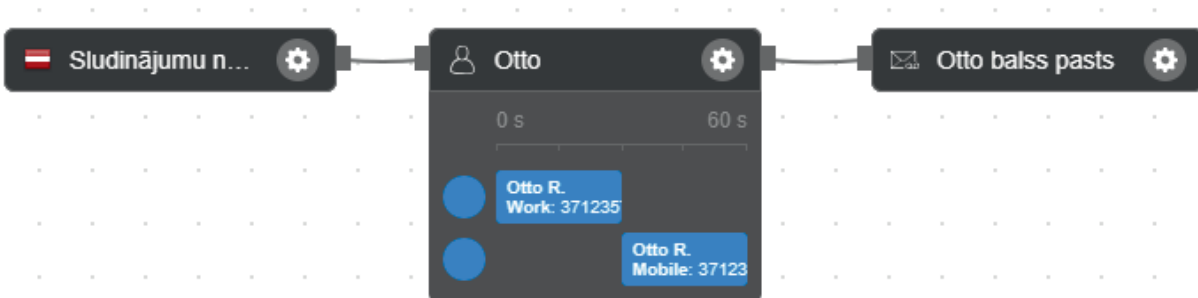 Sludinājumu n...
Otto
Otto balss pasts
0 s
60 s
Otto R.
Work: 371235
Otto R.
Mobile: 37123